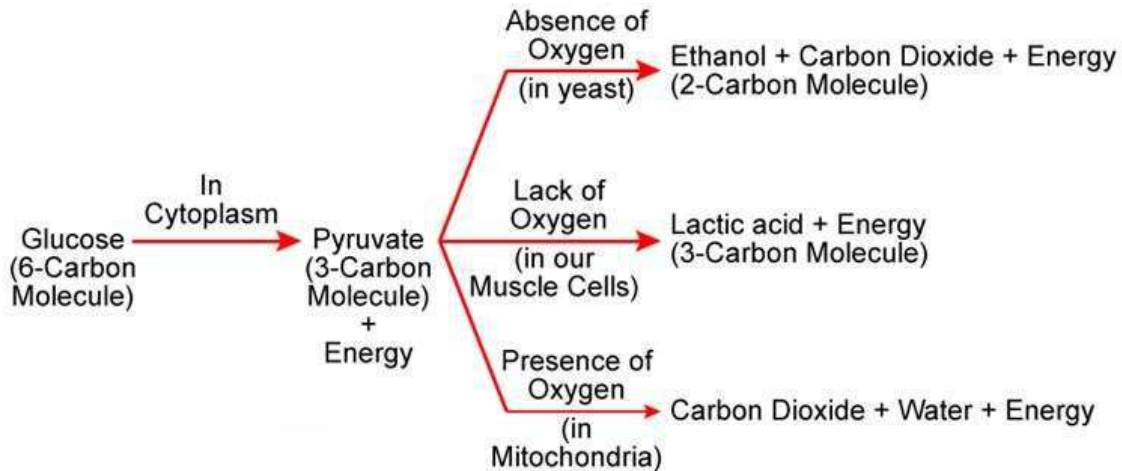 Glucose
(6-Carbon
Molecule)
In
Cytoplasm
Pyruvate
(3-Carbon
Molecule)
+
Energy
Absence of
Oxygen
(in yeast)
Ethanol + Carbon Dioxide + Energy
(2-Carbon Molecule)
Lack of
Oxygen
(in our
Muscle Cells)
Lactic acid + Energy
(3-Carbon Molecule)
Presence of
Oxygen
(in
Mitochondria)
Carbon Dioxide + Water + Energy